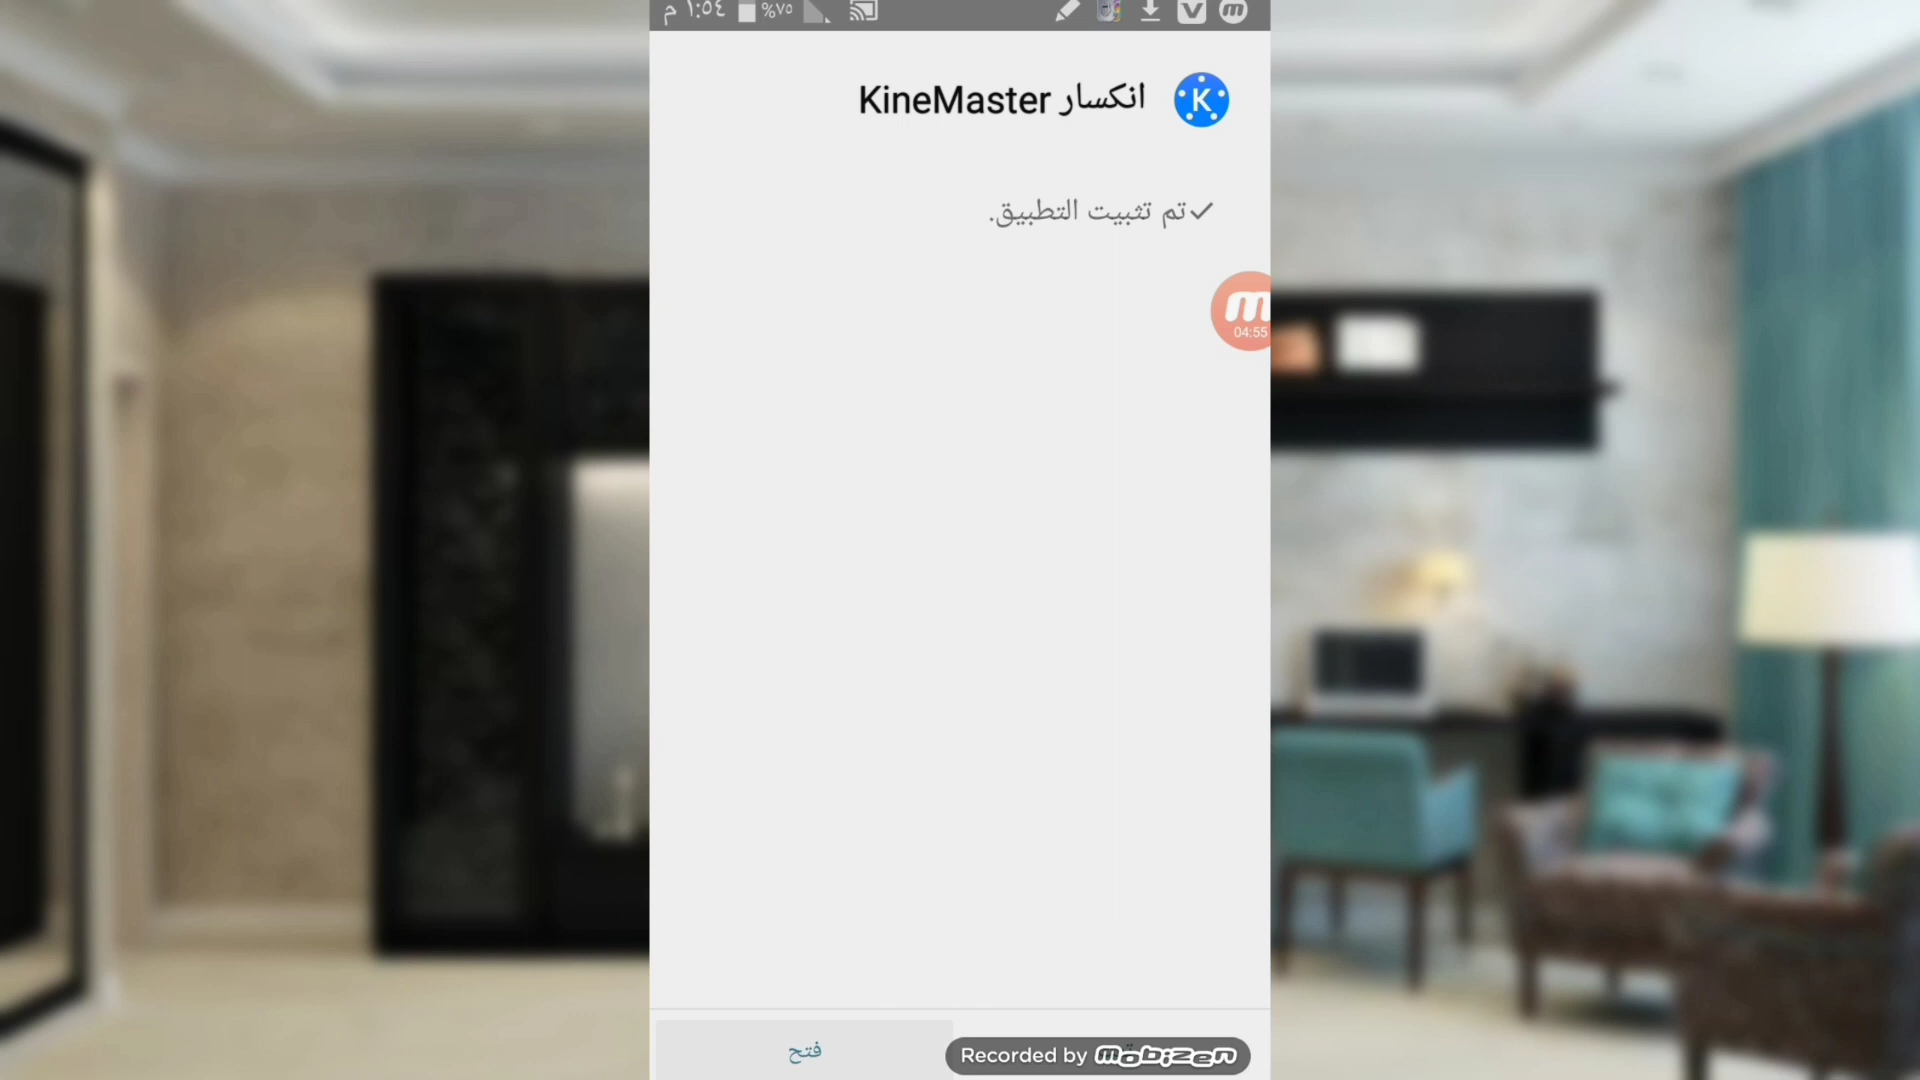 م ١:٥٤ %٧٥
انكسار KineMaster
تم تثبيت التطبيق.
04:55
فتح
Recorded by mobizen